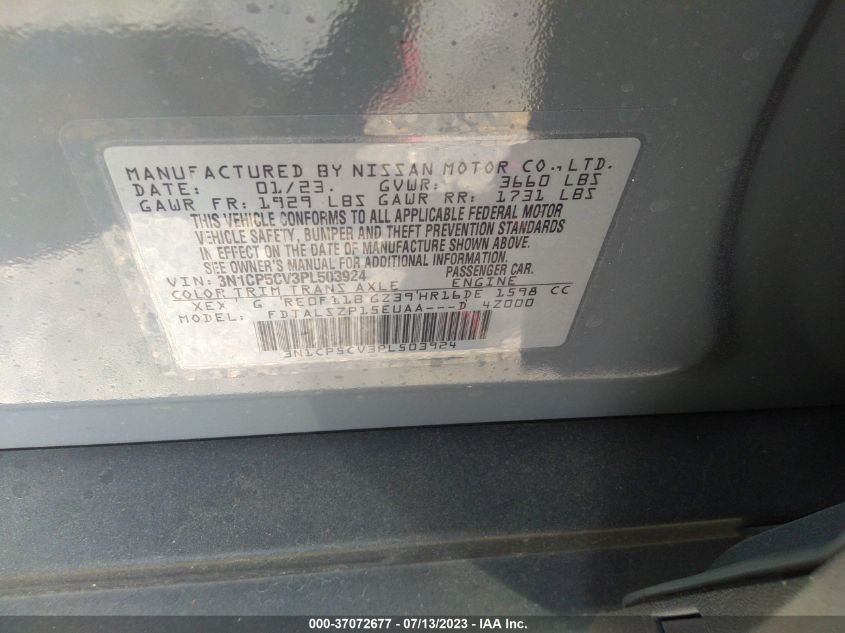 MANUFACTURED BY NISSAN MOTOR CO., LTD.
DATE: 01/23. GVWR: 3660 LBS
GAWR FR: 1929 LBS GAWR RR: 1731 LBS
THIS VEHICLE CONFORMS TO ALL APPLICABLE FEDERAL MOTOR
VEHICLE SAFETY, BUMPER AND THEFT PREVENTION STANDARDS
IN EFFECT ON THE DATE OF MANUFACTURE SHOWN ABOVE.
SEE OWNER'S MANUAL FOR ADDITIONAL INFORMATION.
VIN: 3N1CP5CV3PL503924 PASSENGER CAR.
COLOR TRIM TRANS AXLE ENGINE
XEX G RE0F11B GZ39 HR16DE 1598 CC
MODEL: FDTALSZP15EUAA---D 4Z000
3N1CP5CV3PL503924
000-37072677 / 07/13/2023 - IAA Inc.